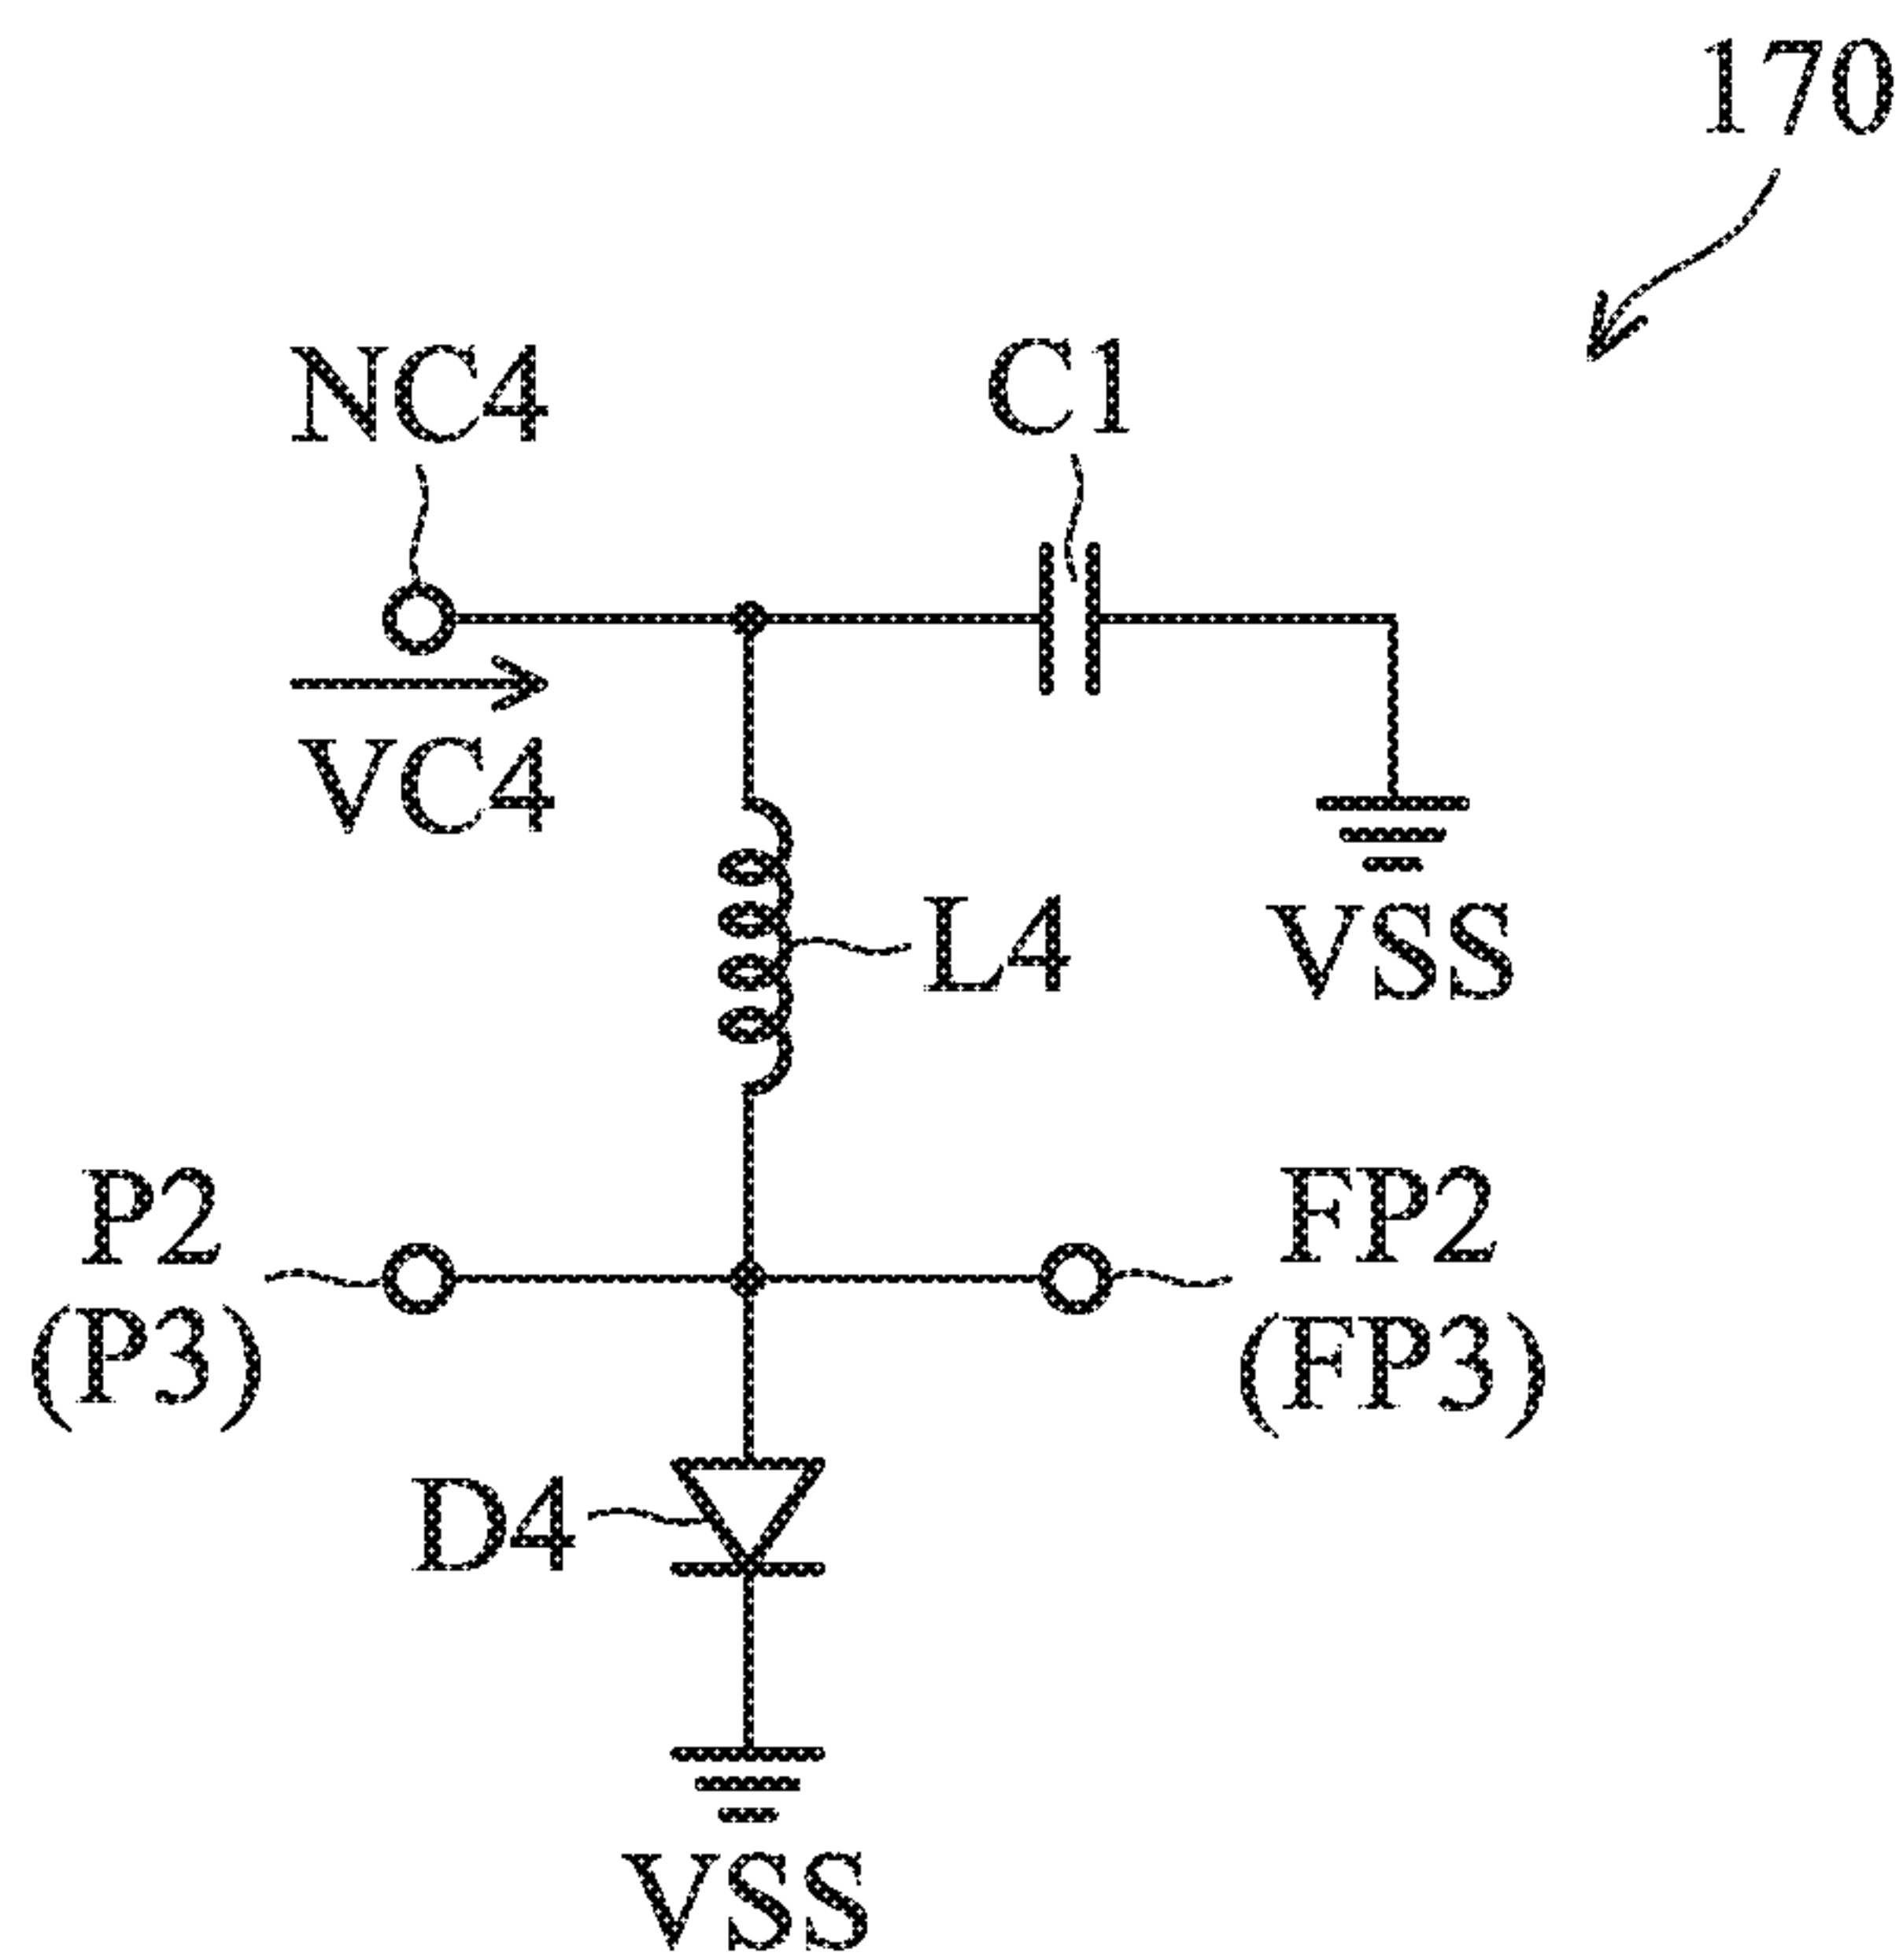 170
NC4
C1
VC4
L4
VSS
P2
(P3)
FP2
(FP3)
D4
VSS